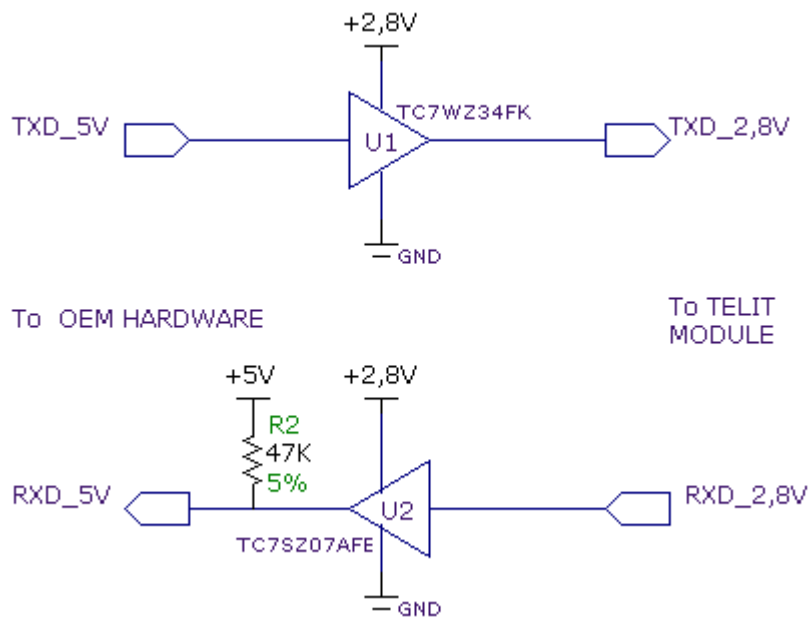 +2,8V
TC7WZ34FK
TXD_5V
U1
TXD_2,8V
GND
To OEM HARDWARE
To TELIT
MODULE
+5V
+2,8V
R2
47K
5%
RXD_5V
U2
RXD_2,8V
TC7SZ07AFE
GND